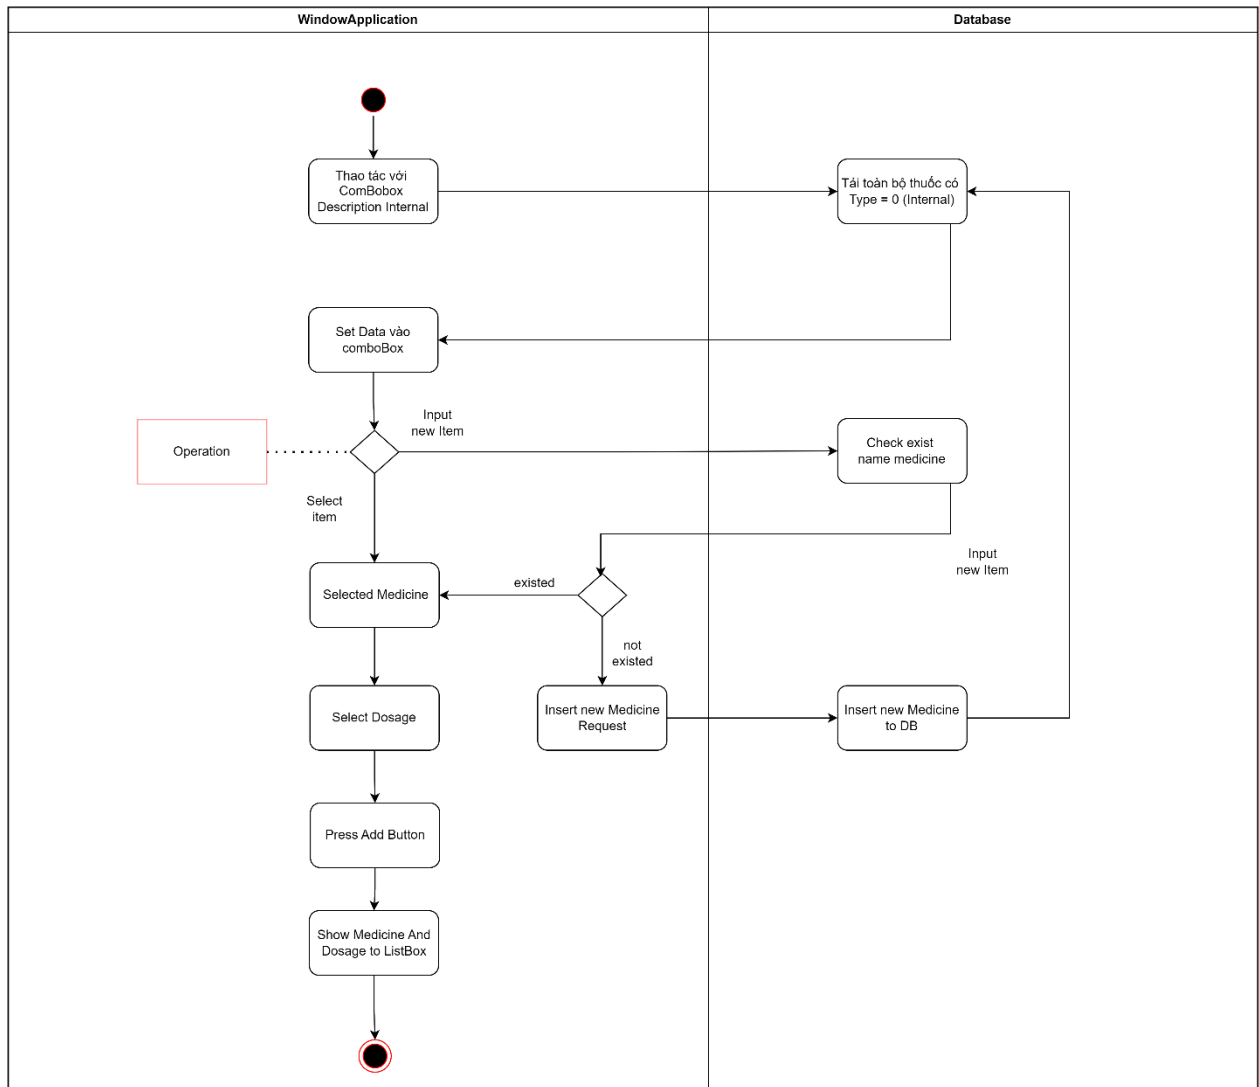 WindowApplication
Database
Thao tác với
ComBobox
Description Internal
Tải toàn bộ thuốc có
Type = 0 (Internal)
Set Data vào
comboBox
Input
new Item
Operation
Check exist
name medicine
Select
item
Input
new Item
existed
Selected Medicine
not
existed
Select Dosage
Insert new Medicine
Request
Insert new Medicine
to DB
Press Add Button
Show Medicine And
Dosage to ListBox